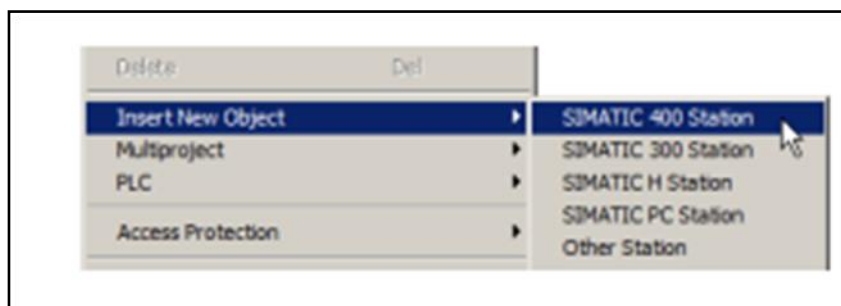 Delete Del
Insert New Object
Multiproject
PLC
Access Protection
SIMATIC 400 Station
SIMATIC 300 Station
SIMATIC H Station
SIMATIC PC Station
Other Station